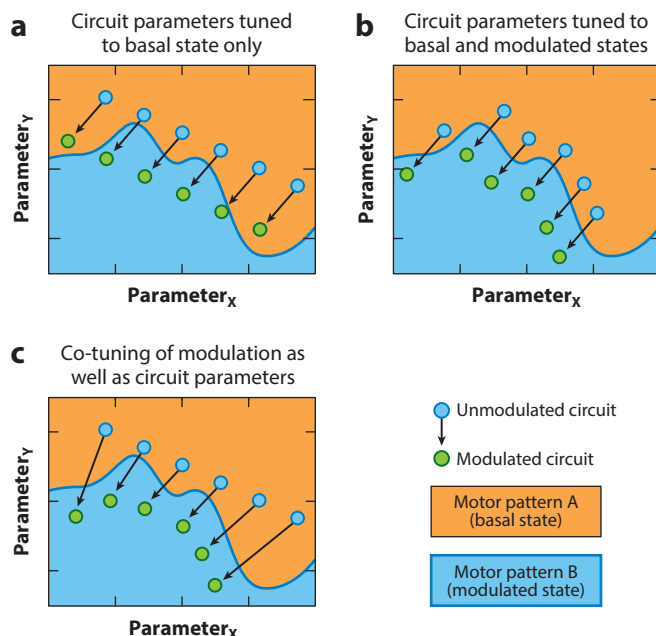 a
Circuit parameters tuned
to basal state only
Parameter_Y
Parameter_X
b
Circuit parameters tuned to
basal and modulated states
Parameter_Y
Parameter_X
c
Co-tuning of modulation as
well as circuit parameters
Parameter_Y
Parameter_X
Unmodulated circuit
Modulated circuit
Motor pattern A
(basal state)
Motor pattern B
(modulated state)